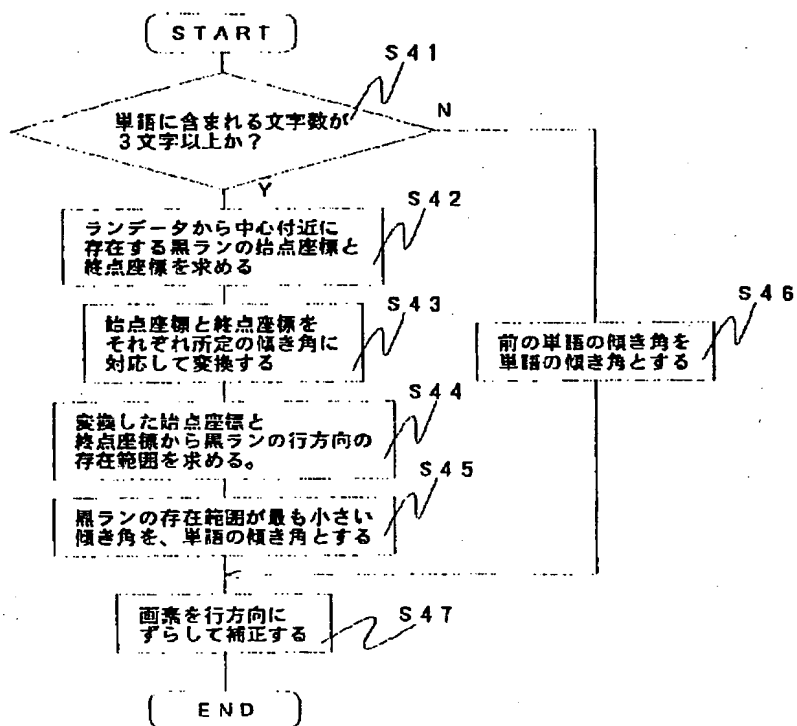 START
S41
単語に含まれる文字数が
3文字以上か？
N
Y
S42
ランデータから中心付近に
存在する黒ランの始点座標と
終点座標を求める
S43
始点座標と終点座標を
それぞれ所定の傾き角に
対応して変換する
S46
前の単語の傾き角を
単語の傾き角とする
S44
変換した始点座標と
終点座標から黒ランの行方向の
存在範囲を求める。
S45
黒ランの存在範囲が最も小さい
傾き角を、単語の傾き角とする
S47
画素を行方向に
ずらして補正する
END